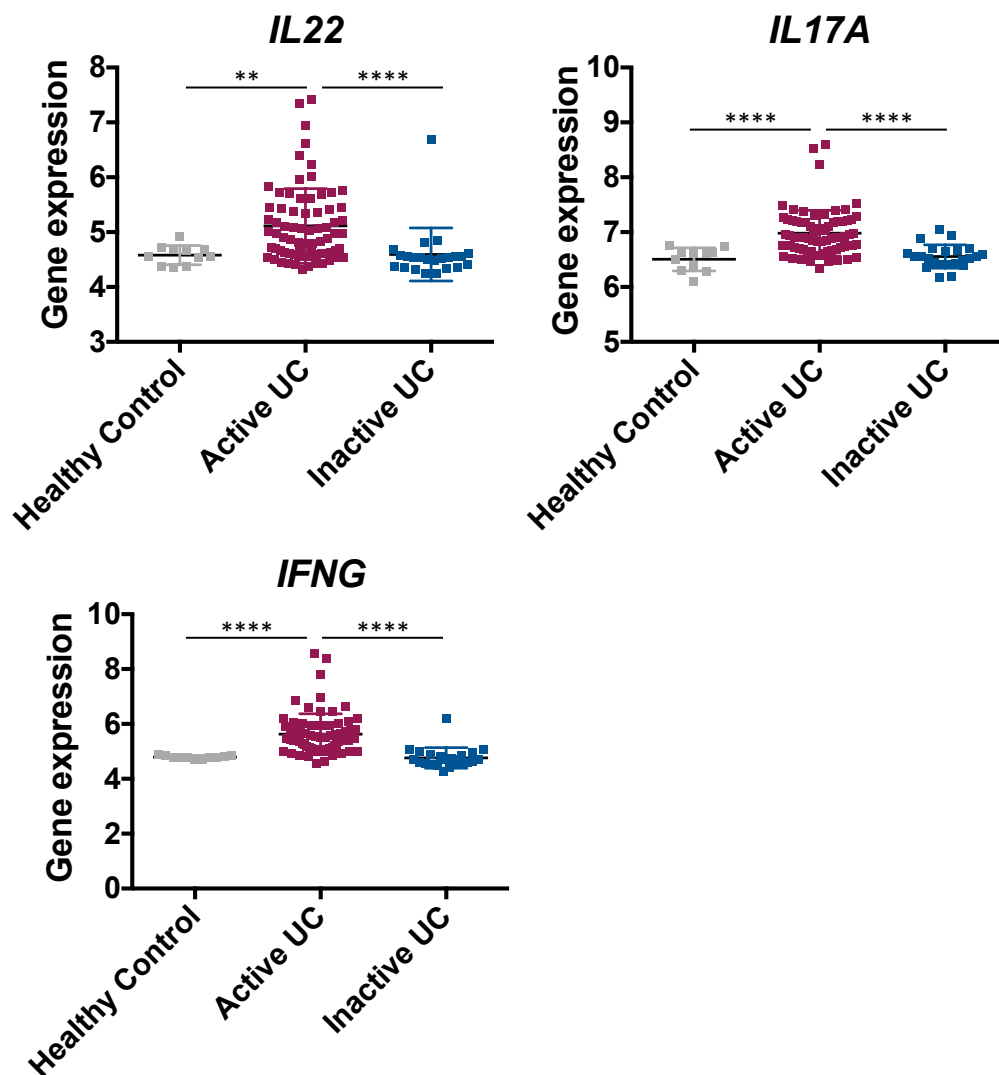 IL22
** ****
Gene expression
8
7
6
5
4
3
Healthy Control
Active UC
Inactive UC
IL17A
**** ****
Gene expression
10
9
8
7
6
5
Healthy Control
Active UC
Inactive UC
IFNG
**** ****
Gene expression
10
8
6
4
2
0
Healthy Control
Active UC
Inactive UC